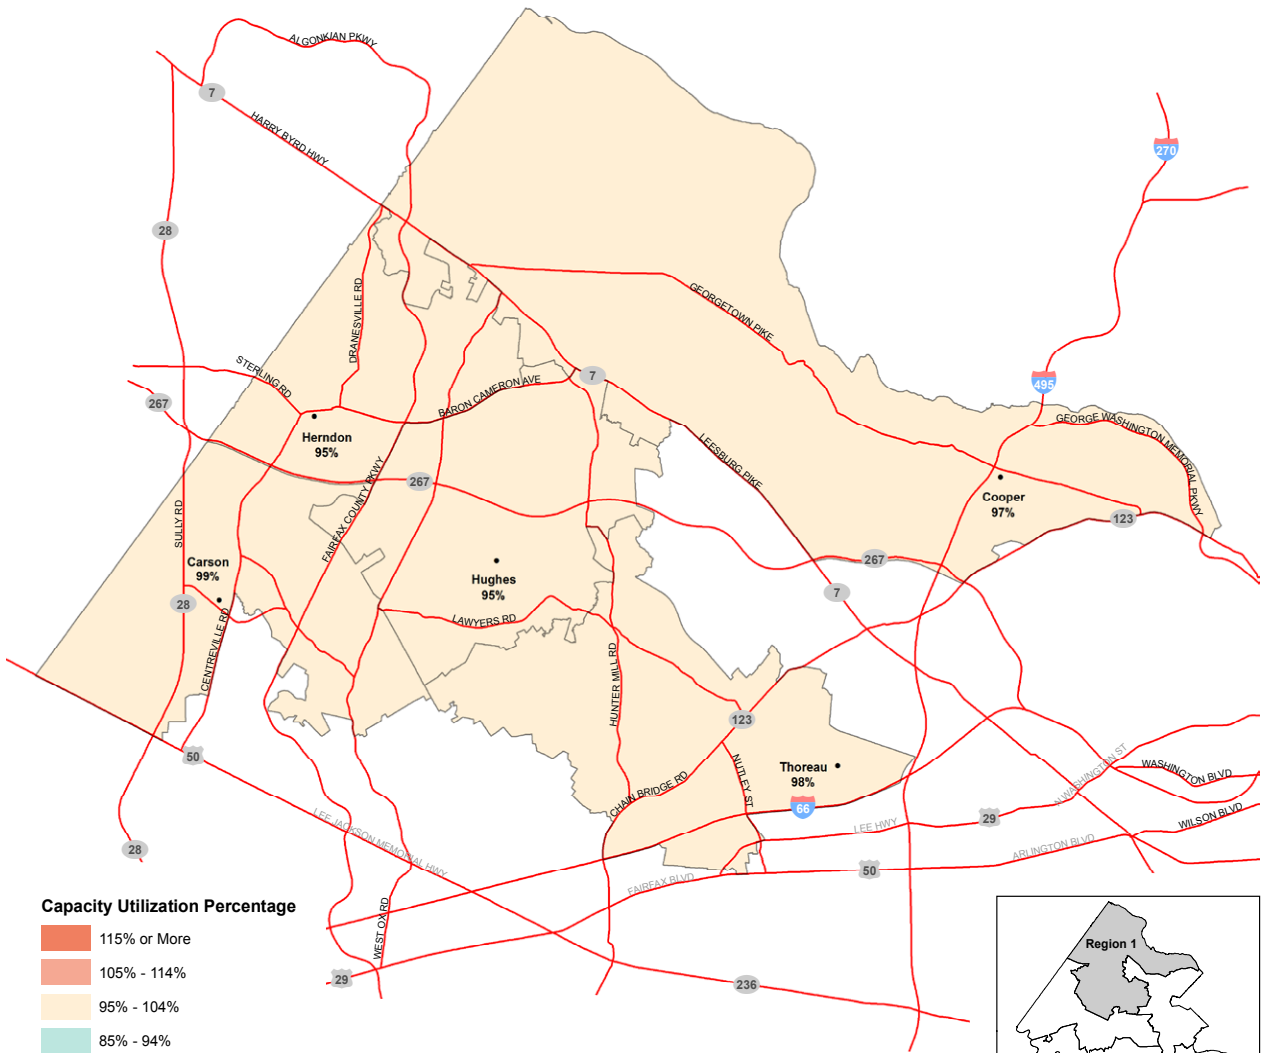 ALGONKIAN PKWY
7
HARRY BYRD HWY
270
28
DRANESVILLE RD
GEORGETOWN PIKE
STERLING RD
7
495
BARON CAMERON AVE
267
GEORGE WASHINGTON MEMORIAL PKWY
Herndon
95%
LEESBURG PIKE
FAIRFAX COUNTY PKWY
267
Cooper
97%
123
SULLY RD
Carson
99%
267
Hughes
95%
7
28
LAWYERS RD
CENTREVILLE RD
HUNTER MILL RD
123
50
Thoreau
98%
NUTLEY ST
CHAIN BRIDGE RD
N WASHINGTON ST
WASHINGTON BLVD
66
LEE JACKSON MEMORIAL HWY
LEE HWY
29
WILSON BLVD
28
ARLINGTON BLVD
50
FAIRFAX BLVD
WEST OX RD
29
236
Capacity Utilization Percentage
115% or More
105% - 114%
95% - 104%
85% - 94%
Region 1